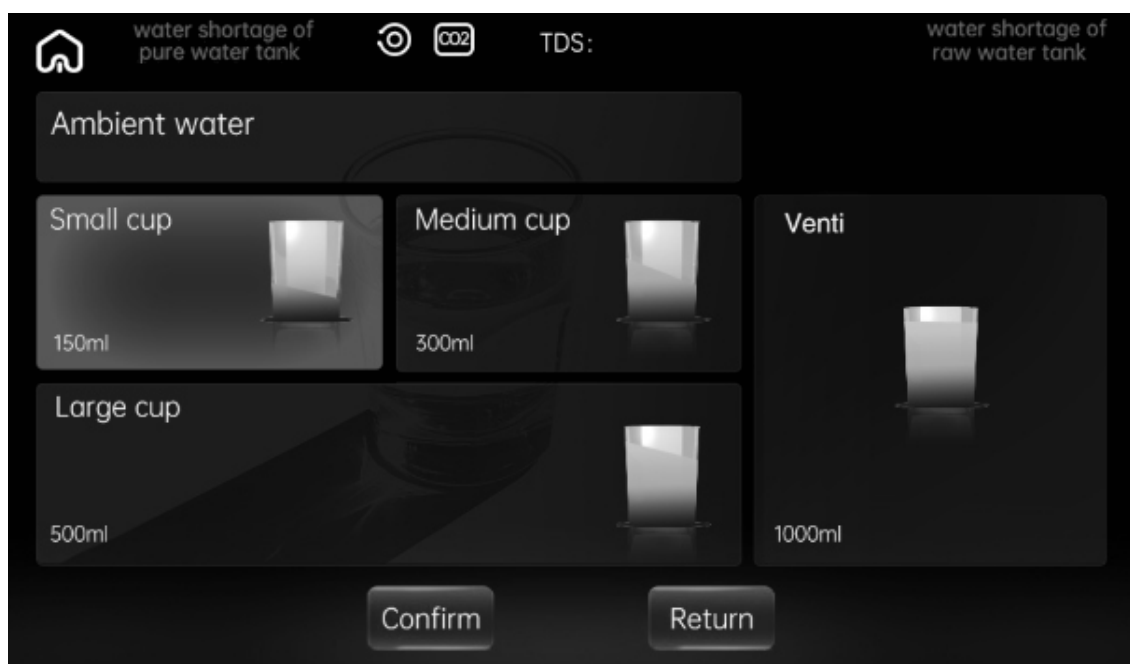 water shortage of
pure water tank
CO2
TDS:
water shortage of
raw water tank
Ambient water
Small cup
150ml
Medium cup
300ml
Venti
1000ml
Large cup
500ml
Confirm
Return